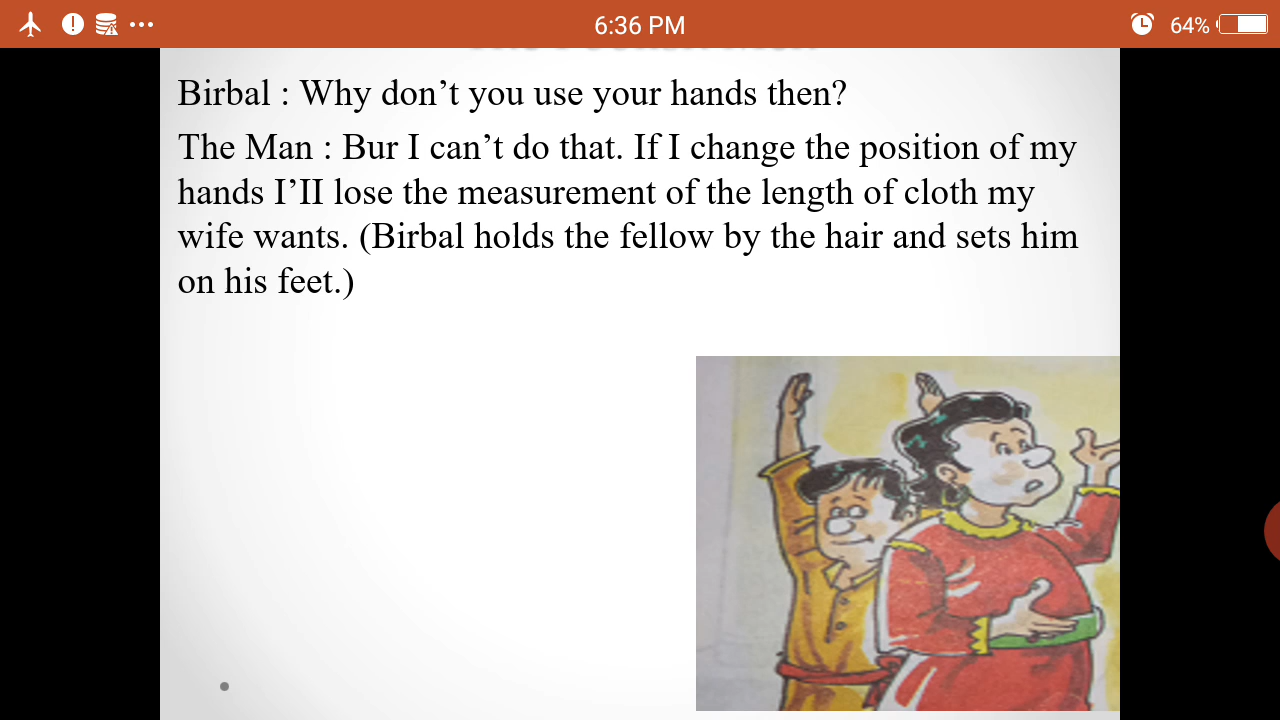 6:36 PM
64%
Birbal : Why don’t you use your hands then?
The Man : Bur I can’t do that. If I change the position of my
hands I’II lose the measurement of the length of cloth my
wife wants. (Birbal holds the fellow by the hair and sets him
on his feet.)